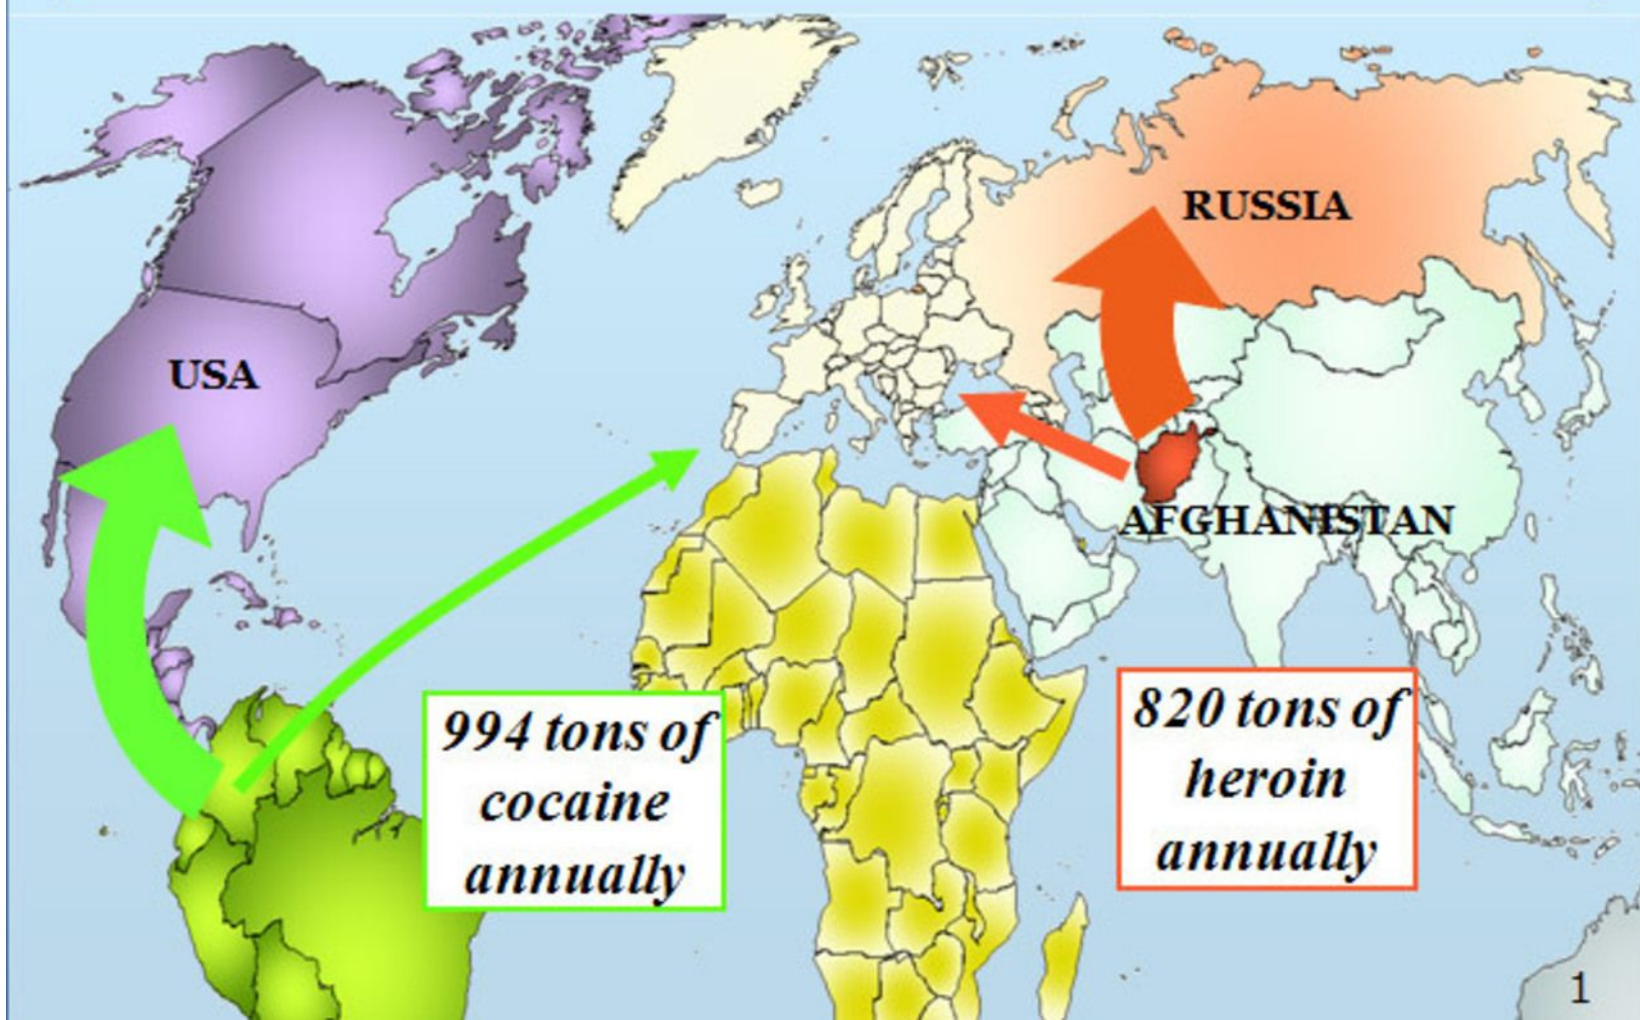 RUSSIA
USA
AFGHANISTAN
994 tons of
cocaine
annually
820 tons of
heroin
annually
1